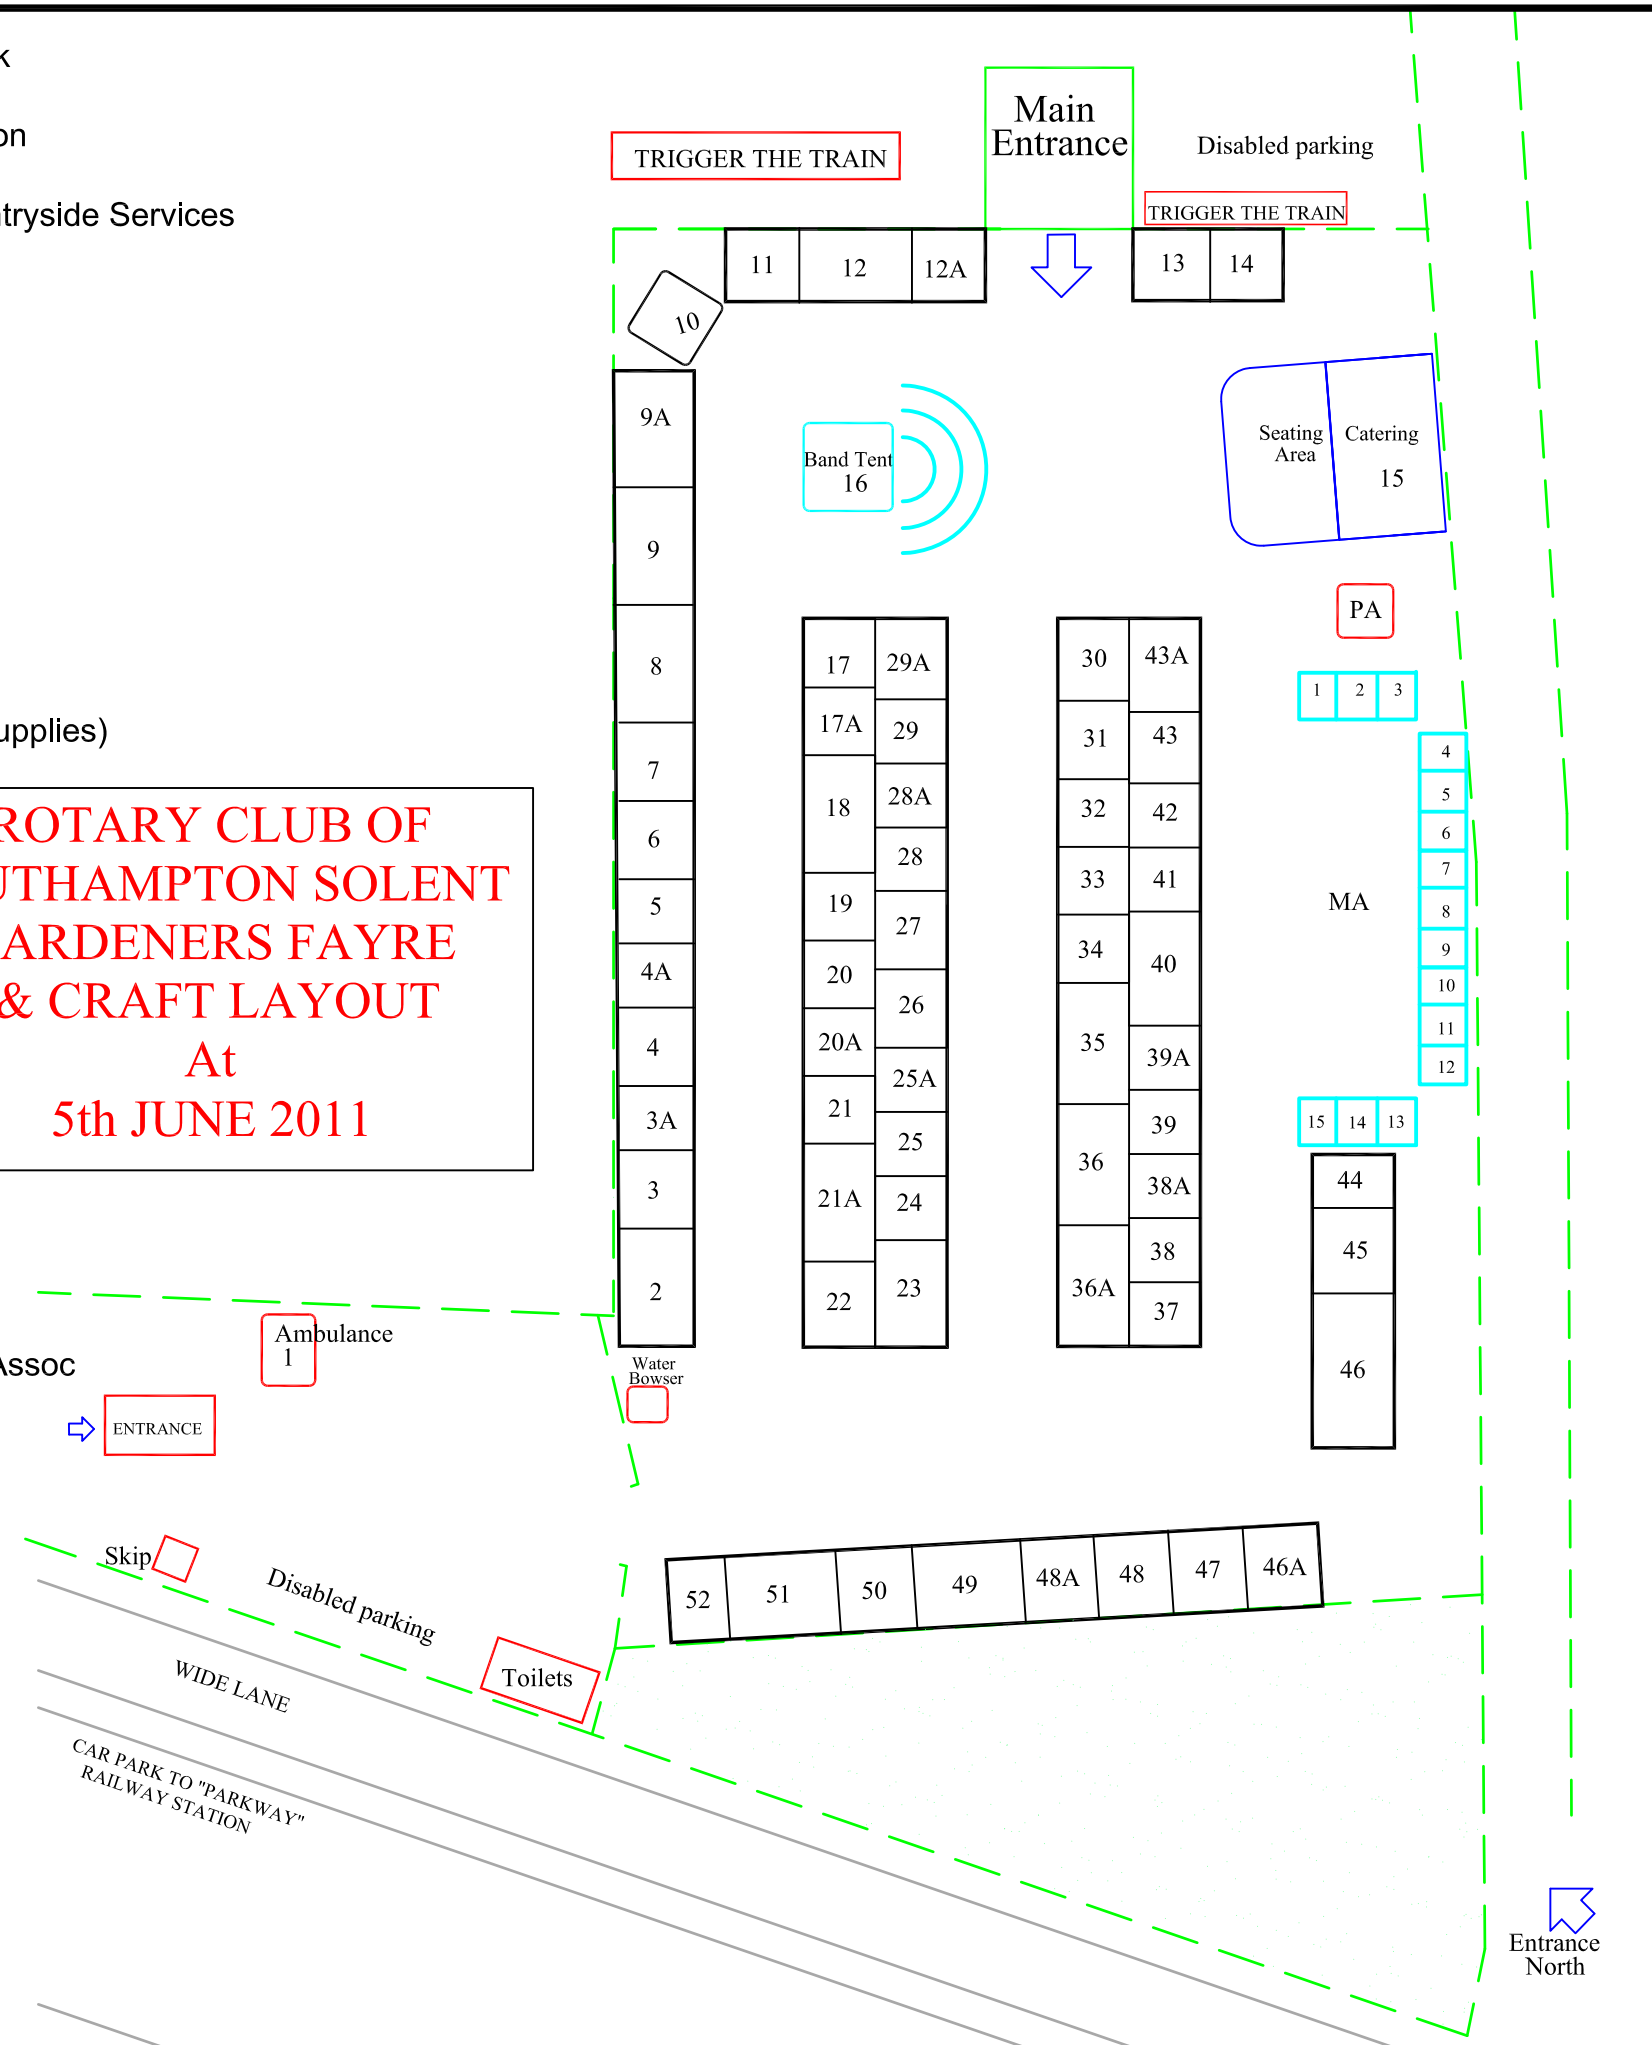 k
on
ntryside Services
upplies)
ROTARY CLUB OF
UTHAMPTON SOLENT
ARDENERS FAYRE
& CRAFT LAYOUT
At
5th JUNE 2011
Assoc
Main
Entrance
TRIGGER THE TRAIN
Disabled parking
TRIGGER THE TRAIN
11 12 12A
13 14
10
9A
9
8
7
6
5
4A
4
3A
3
2
Band Tent
16
Seating
Area
Catering
15
PA
17
17A
18
19
20
20A
21
21A
22
29A
29
28A
28
27
26
25A
25
24
23
30
31
32
33
34
35
36
36A
43A
43
42
41
40
39A
39
38A
38
37
1 2 3
4
5
6
7
8
9
10
11
12
MA
15 14 13
44
45
46
Ambulance
1
ENTRANCE
Water
Bowser
Skip
Disabled parking
Toilets
52 51 50 49 48A 48 47 46A
WIDE LANE
CAR PARK TO "PARKWAY"
RAILWAY STATION
Entrance
North